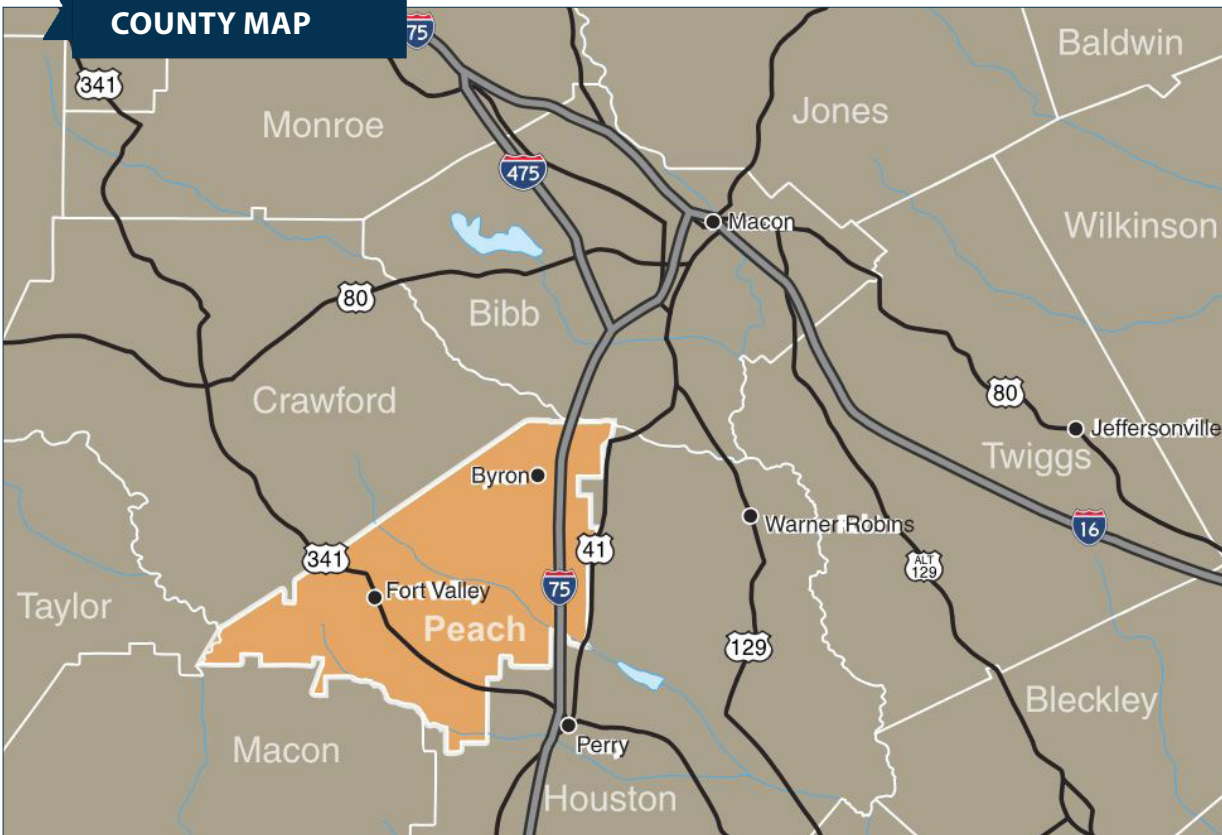 COUNTY MAP
75
341
Baldwin
Monroe
Jones
475
Macon
Wilkinson
80
Bibb
Crawford
80
Jeffersonville
Twiggs
Byron
Warner Robins
16
341
41
ALT
129
75
Fort Valley
Taylor
Peach
129
Bleckley
Macon
Perry
Houston